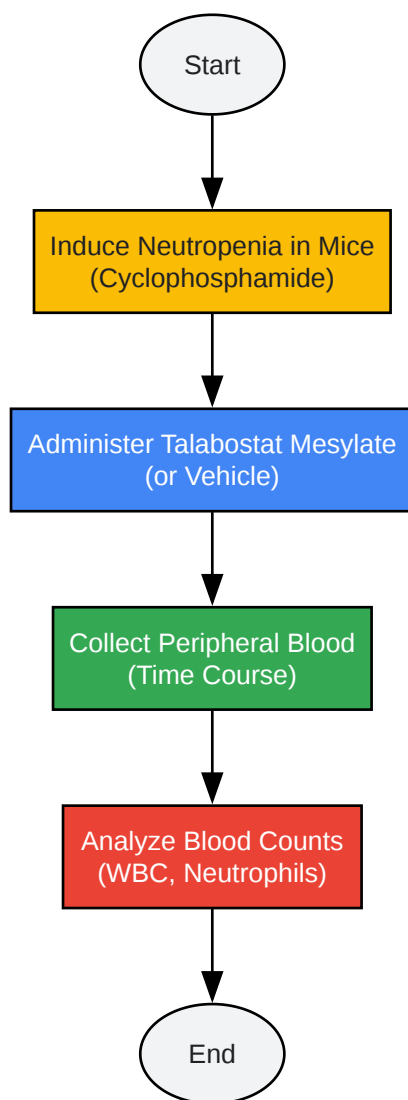 Start
Induce Neutropenia in Mice
(Cyclophosphamide)
Administer Talabostat Mesylate
(or Vehicle)
Collect Peripheral Blood
(Time Course)
Analyze Blood Counts
(WBC, Neutrophils)
End